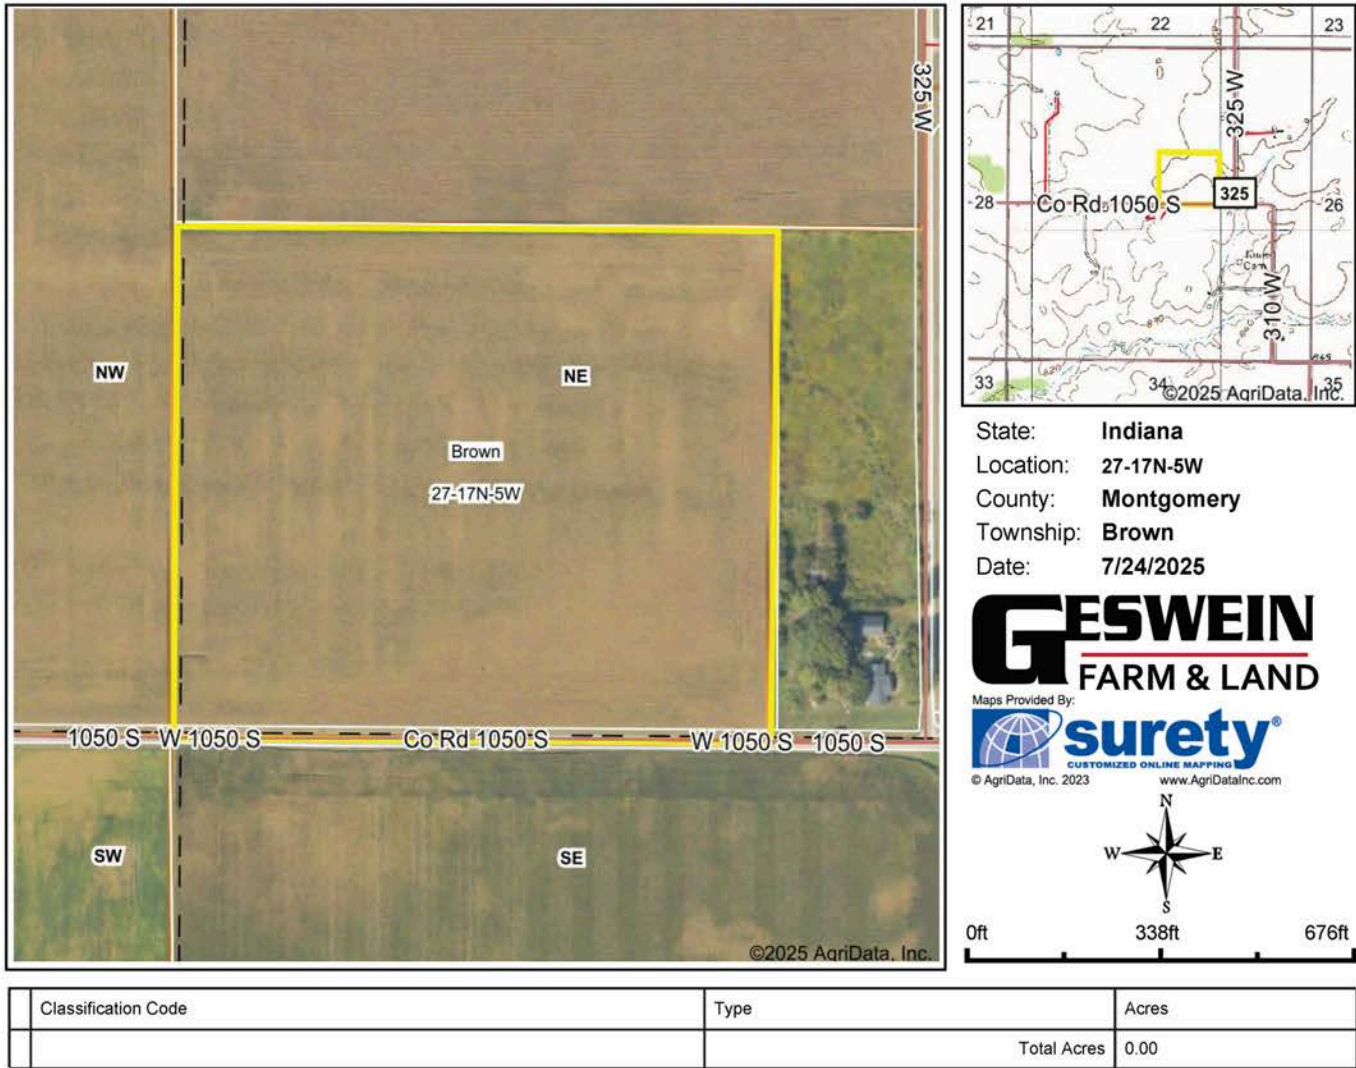 325 W
NW
NE
Brown
27-17N-5W
1050 S W 1050 S Co Rd 1050 S W 1050 S 1050 S
SW
SE
©2025 AgriData, Inc.
21 22 23
325 W
325
28 Co Rd 1050 S 26
310 W
870
865
820
33 34 35
©2025 AgriData, Inc.
State: Indiana
Location: 27-17N-5W
County: Montgomery
Township: Brown
Date: 7/24/2025
GESWEIN
FARM & LAND
Maps Provided By:
surety®
CUSTOMIZED ONLINE MAPPING
© AgriData, Inc. 2023 www.AgriDataInc.com
N
W E
S
0ft 338ft 676ft
Classification Code Type Acres
Total Acres 0.00